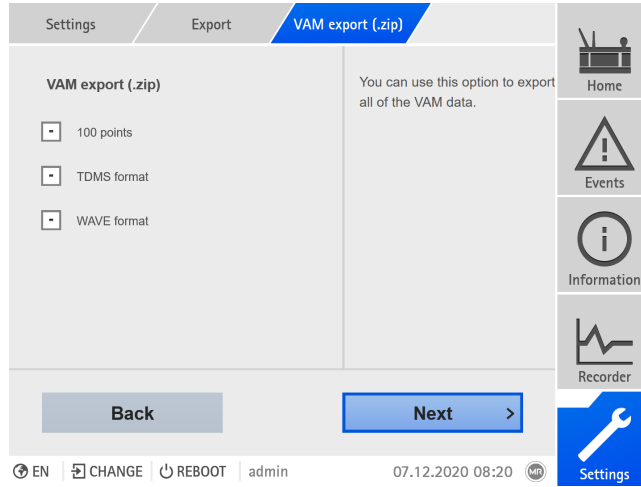 Settings
Export
VAM export (.zip)
VAM export (.zip)
100 points
TDMS format
WAVE format
You can use this option to export
all of the VAM data.
Back
Next
EN
CHANGE
REBOOT
admin
07.12.2020 08:20
MR
Home
Events
Information
Recorder
Settings